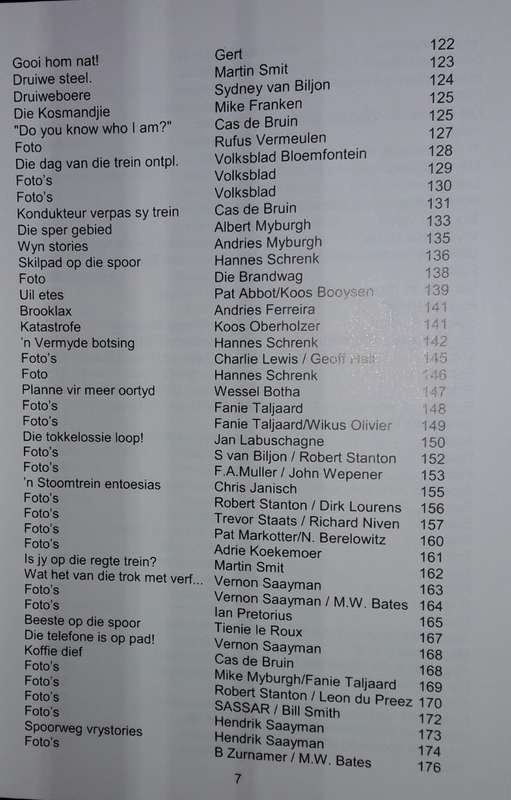 Gooi hom nat! Gert 122
Druiwe steel. Martin Smit 123
Druiweboere Sydney van Biljon 124
Die Kosmandjie Mike Franken 125
"Do you know who I am?" Cas de Bruin 125
Foto Rufus Vermeulen 127
Die dag van die trein ontpl. Volksblad Bloemfontein 128
Foto's Volksblad 129
Foto's Volksblad 130
Kondukteur verpas sy trein Cas de Bruin 131
Die sper gebied Albert Myburgh 133
Wyn stories Andries Myburgh 135
Skilpad op die spoor Hannes Schrenk 136
Foto Die Brandwag 138
Uil etes Pat Abbot/Koos Booysen 139
Brooklax Andries Ferreira 141
Katastrofe Koos Oberholzer 141
'n Vermyde botsing Hannes Schrenk 142
Foto's Charlie Lewis / Geoff Hall 145
Foto Hannes Schrenk 146
Planne vir meer oortyd Wessel Botha 147
Foto's Fanie Taljaard 148
Foto's Fanie Taljaard/Wikus Olivier 149
Die tokkelossie loop! Jan Labuschagne 150
Foto's S van Biljon / Robert Stanton 152
Foto's F.A.Muller / John Wepener 153
'n Stoomtrein entoesias Chris Janisch 155
Foto's Robert Stanton / Dirk Lourens 156
Foto's Trevor Staats / Richard Niven 157
Foto's Pat Markotter/N. Berelowitz 160
Foto's Adrie Koekemoer 161
Is jy op die regte trein? Martin Smit 162
Wat het van die trok met verf... Vernon Saayman 163
Foto's Vernon Saayman / M.W. Bates 164
Foto's Ian Pretorius 165
Beeste op die spoor Tienie le Roux 167
Die telefone is op pad! Vernon Saayman 168
Koffie dief Cas de Bruin 168
Foto's Mike Myburgh/Fanie Taljaard 169
Foto's Robert Stanton / Leon du Preez 170
Foto's SASSAR / Bill Smith 172
Foto's Hendrik Saayman 173
Spoorweg vrystories Hendrik Saayman 174
Foto's B Zurnamer / M.W. Bates 176
7